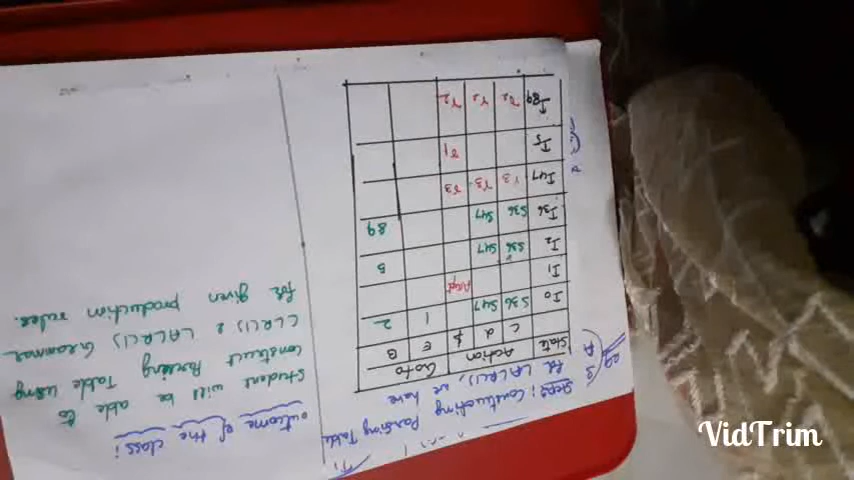 Step3: Constructing Parsing Table
for LALR(1), we have
State Action Goto
c d $ E B
I0 S36 S47 1 2
I1 Accpt
I2 S36 S47 5
I36 S36 S47 89
I47 r3 r3 r3
I5 r1
I89 r2 r2 r2
outcome of the class:
Student will be able to
construct Parsing Table using
CLR(1) & LALR(1) Grammar
for given production rules.
VidTrim